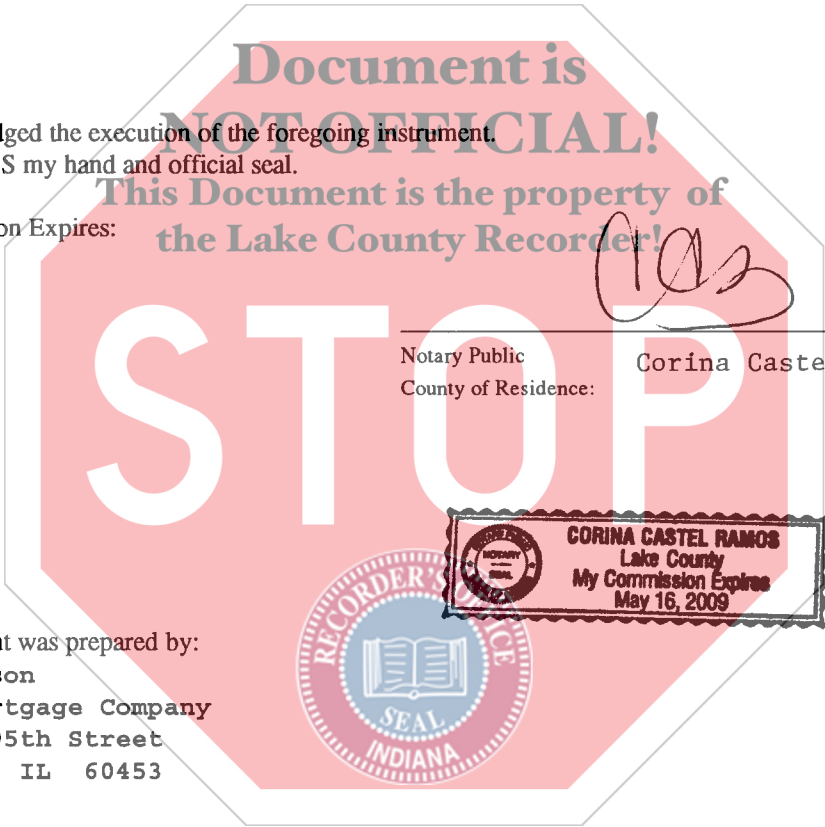 Document is
NOT OFFICIAL!
This Document is the property of
the Lake County Recorder!
STOP
lged the execution of the foregoing instrument.
S my hand and official seal.
on Expires:
Notary Public Corina Caste
County of Residence:
CORINA CASTEL RAMOS
Lake County
My Commission Expires
May 16, 2009
NOTARY
SEAL
RECORDER'S OFFICE
SEAL
INDIANA
t was prepared by:
son
rtgage Company
95th Street
IL 60453